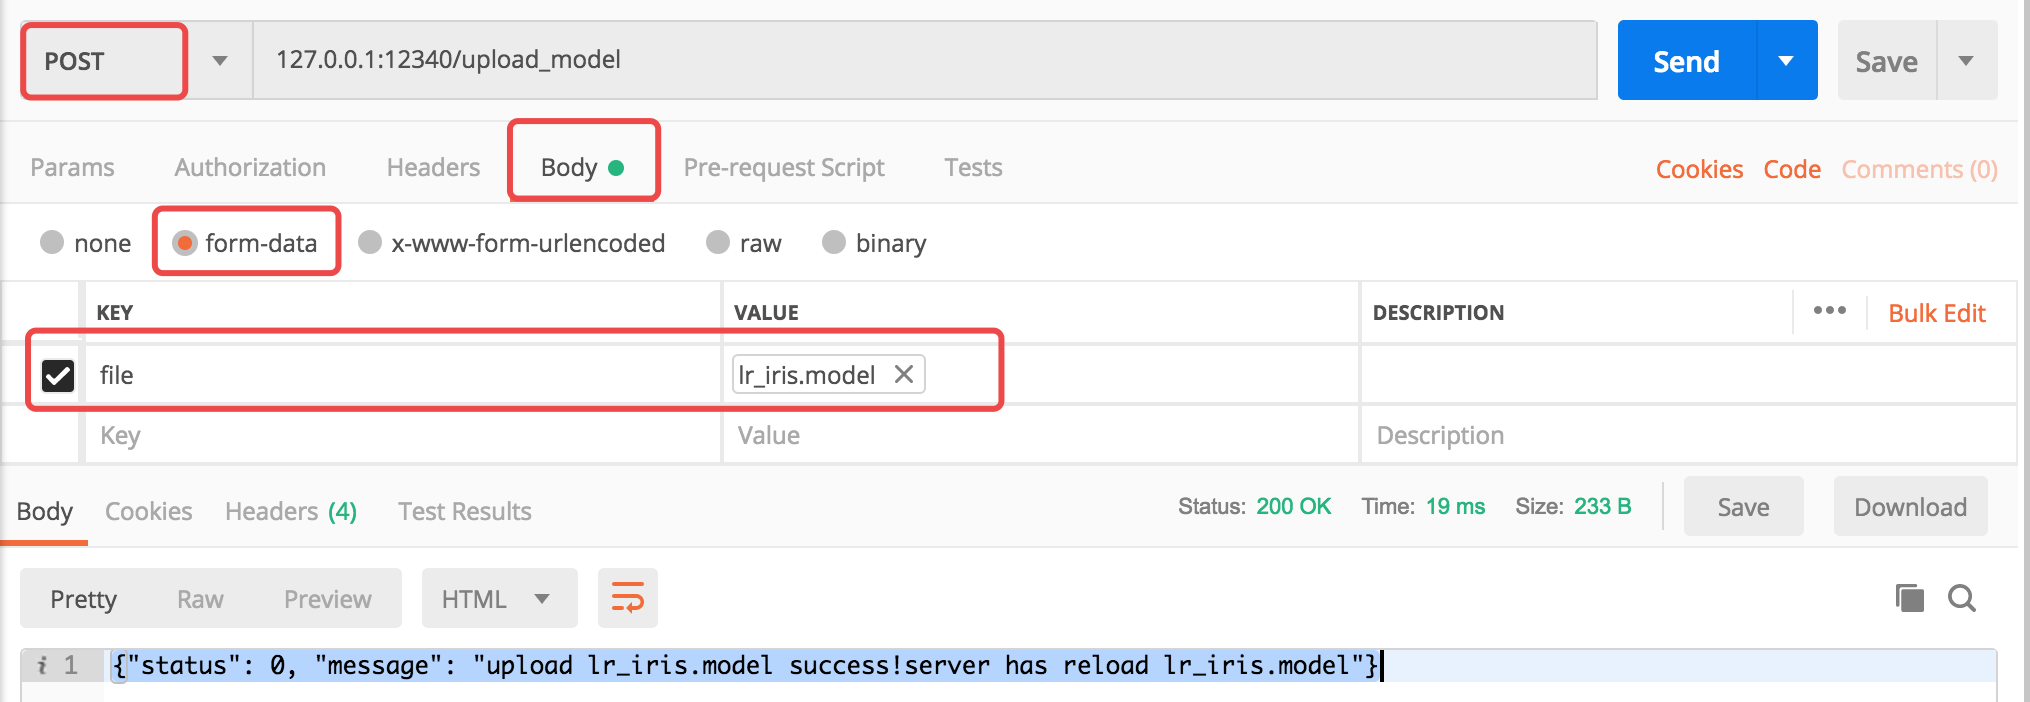 POST 127.0.0.1:12340/upload_model Send Save
Params Authorization Headers Body Pre-request Script Tests Cookies Code Comments (0)
none form-data x-www-form-urlencoded raw binary
KEY VALUE DESCRIPTION ••• Bulk Edit
file lr_iris.model
Key Value Description
Body Cookies Headers (4) Test Results Status: 200 OK Time: 19 ms Size: 233 B Save Download
Pretty Raw Preview HTML
i 1 {"status": 0, "message": "upload lr_iris.model success!server has reload lr_iris.model"}